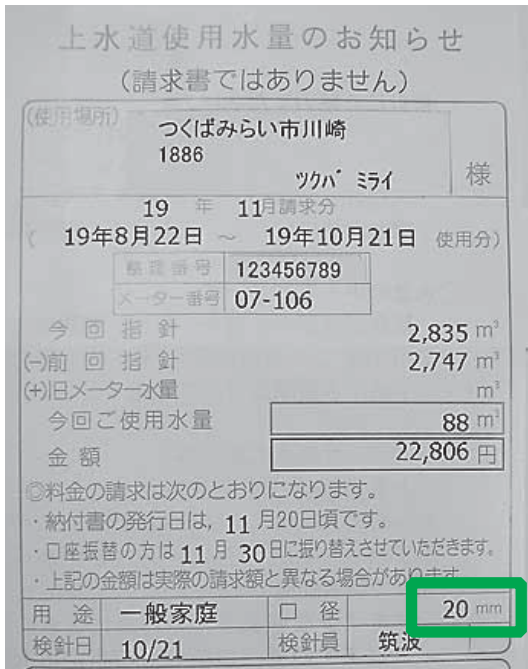 上水道使用水量のお知らせ
(請求書ではありません)
(使用場所)
つくばみらい市川崎
1886
ツクバ ミライ 様
19 年 11月請求分
( 19年8月22日 ~ 19年10月21日 使用分)
整理番号 123456789
メーター番号 07-106
今回指針 2,835 m³
(-)前回指針 2,747 m³
(+)旧メーター水量 m³
今回ご使用水量 88 m³
金額 22,806 円
◎料金の請求は次のとおりになります。
・納付書の発行日は, 11 月20日頃です。
・口座振替の方は 11 月 30 日に振り替えさせていただきます。
・上記の金額は実際の請求額と異なる場合があります
用途 一般家庭 口径 20 mm
検針日 10/21 検針員 筑波